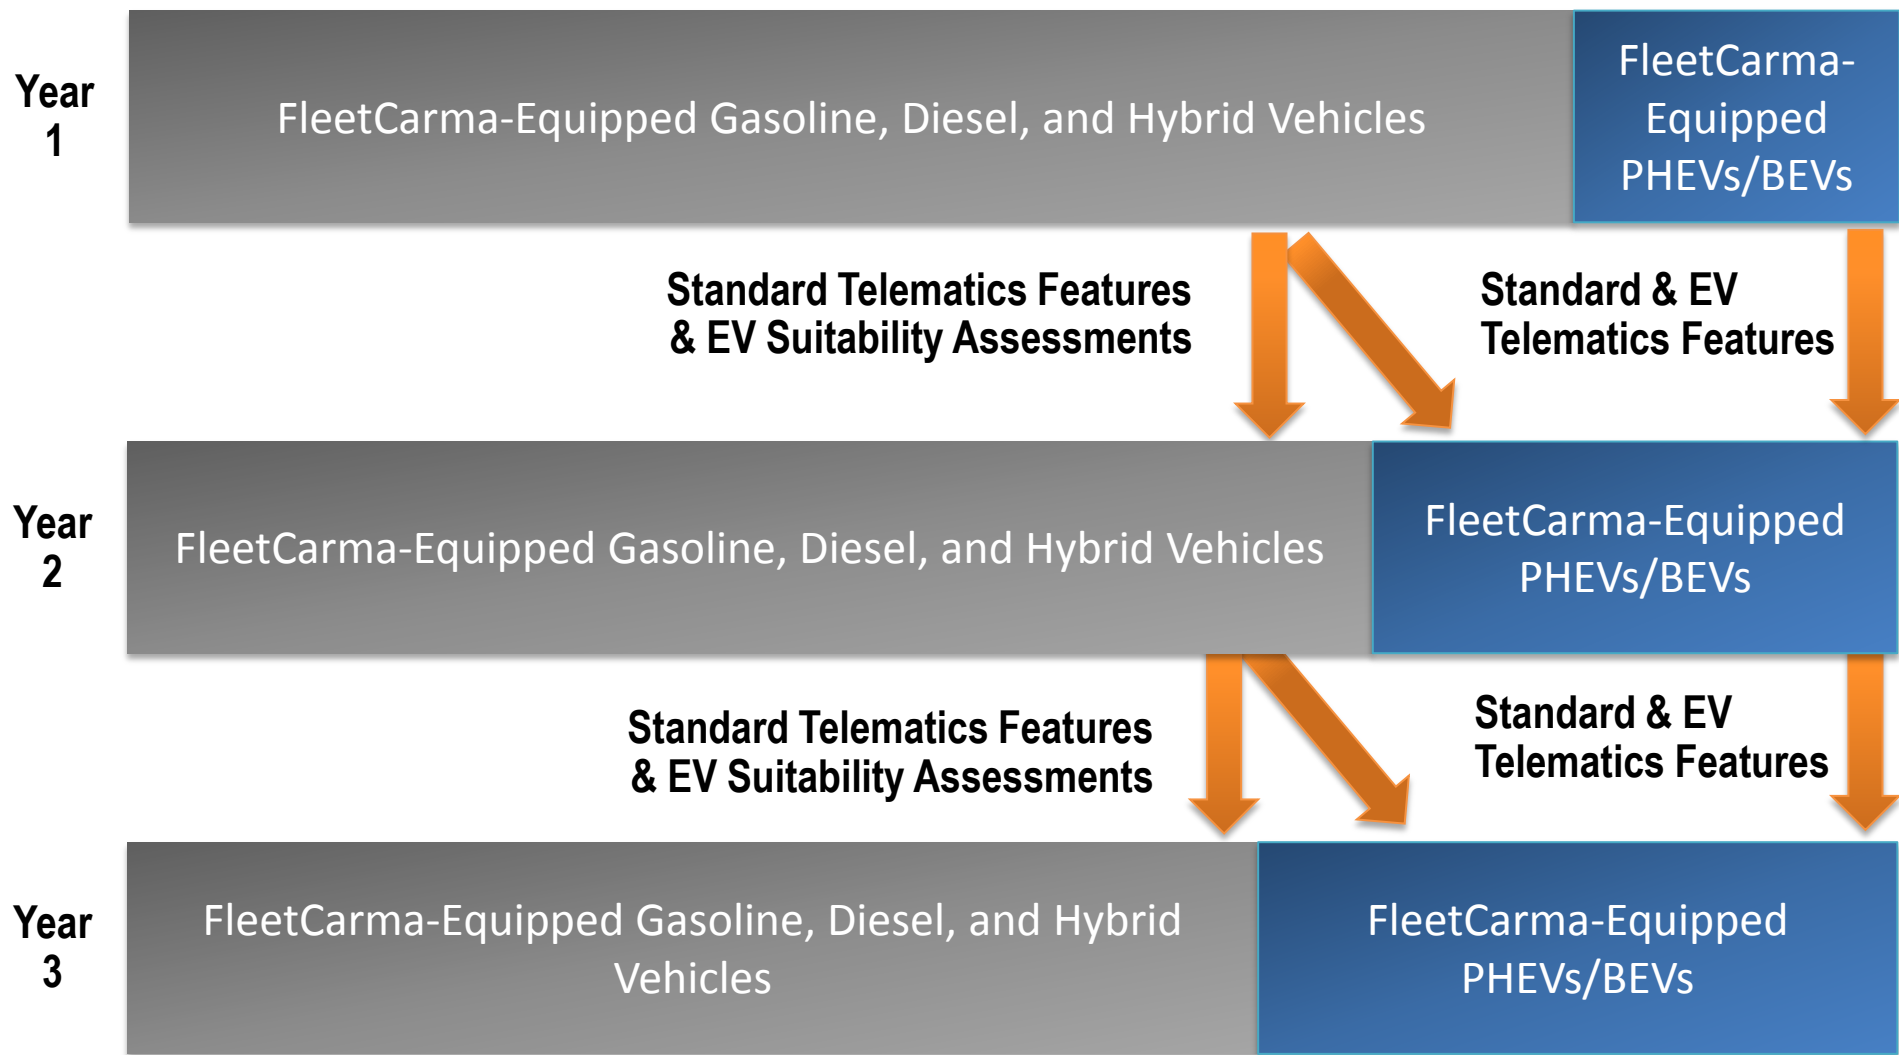 Year
1
FleetCarma-Equipped Gasoline, Diesel, and Hybrid Vehicles
FleetCarma-
Equipped
PHEVs/BEVs
Standard Telematics Features
& EV Suitability Assessments
Standard & EV
Telematics Features
Year
2
FleetCarma-Equipped Gasoline, Diesel, and Hybrid Vehicles
FleetCarma-Equipped
PHEVs/BEVs
Standard Telematics Features
& EV Suitability Assessments
Standard & EV
Telematics Features
Year
3
FleetCarma-Equipped Gasoline, Diesel, and Hybrid
Vehicles
FleetCarma-Equipped
PHEVs/BEVs